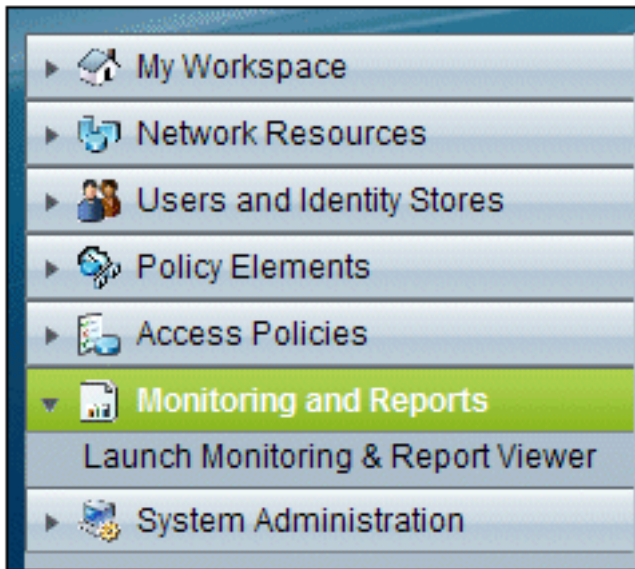 My Workspace
Network Resources
Users and Identity Stores
Policy Elements
Access Policies
Monitoring and Reports
Launch Monitoring & Report Viewer
System Administration